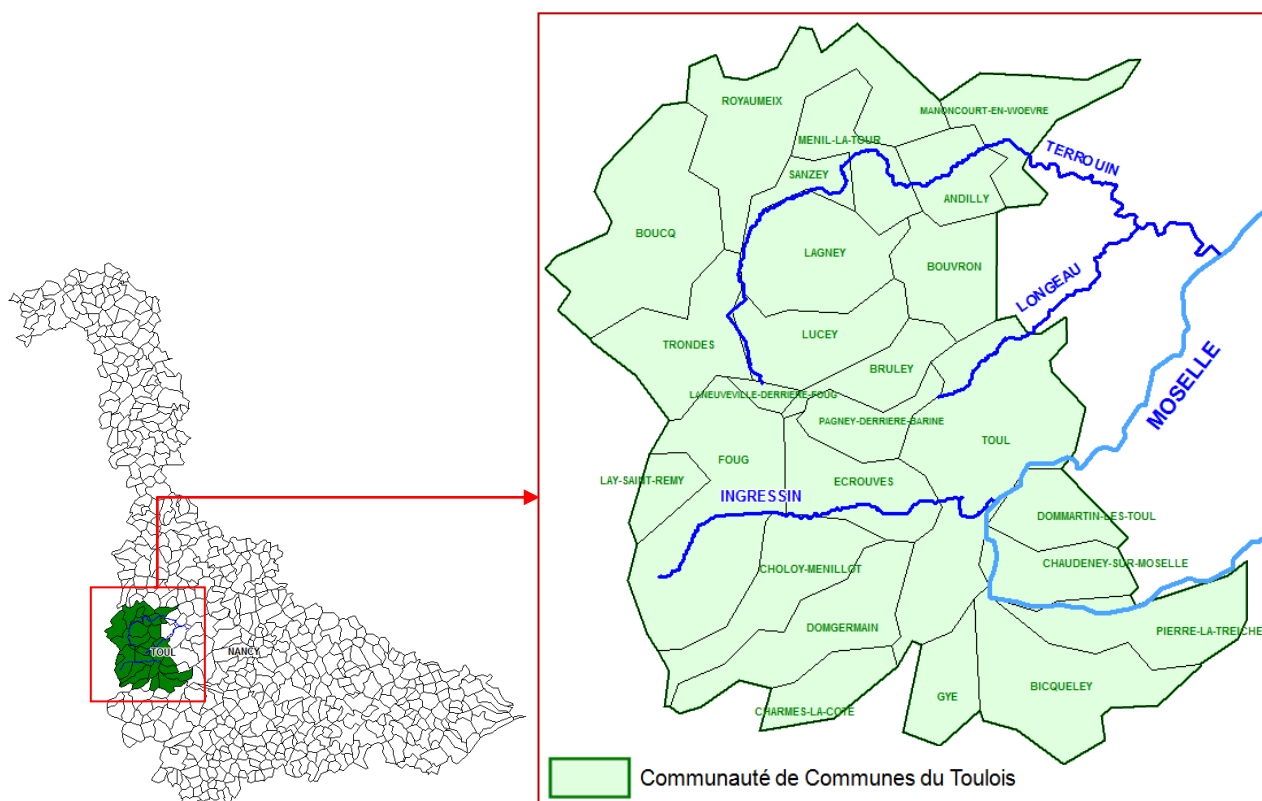 ROYAUMEIX
MANONCOURT-EN-WOEVRE
MENIL-LA-TOUR
TERROUIN
SANZEY
ANDILLY
BOUCQ
LAGNEY
BOUVRON
LONGEAU
LUCEY
TRONDES
BRULEY
MOSELLE
LANEUVEVILLE-DERRIERE-FOUG
PAGNEY-DERRIERE-BARINE
TOUL
FOUG
LAY-SAINT-REMY
ECROUVES
INGRESSIN
DOMMARTIN-LES-TOUL
CHAUDENEY-SUR-MOSELLE
CHOLOY-MENILLOT
DOMGERMAIN
PIERRE-LA-TREICHE
BICQUELEY
GYE
CHARMES-LA-COTE
TOUL
NANCY
Communauté de Communes du Toulois